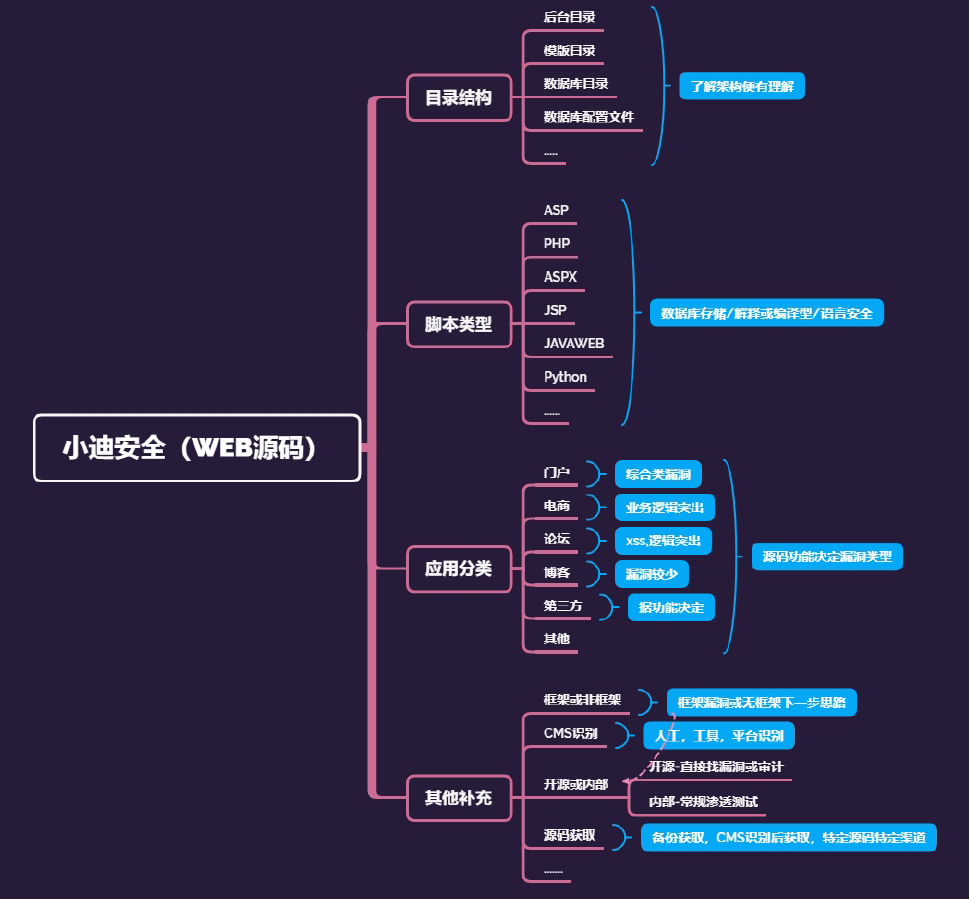 小迪安全（WEB源码）
目录结构
后台目录
模版目录
数据库目录
数据库配置文件
.....
了解架构便有理解
脚本类型
ASP
PHP
ASPX
JSP
JAVAWEB
Python
......
数据库存储/解释或编译型/语言安全
应用分类
门户
综合类漏洞
电商
业务逻辑突出
论坛
xss,逻辑突出
博客
漏洞较少
第三方
据功能决定
其他
源码功能决定漏洞类型
其他补充
框架或非框架
框架漏洞或无框架下一步思路
CMS识别
人工，工具，平台识别
开源或内部
开源-直接找漏洞或审计
内部-常规渗透测试
源码获取
备份获取，CMS识别后获取，特定源码特定渠道
.......